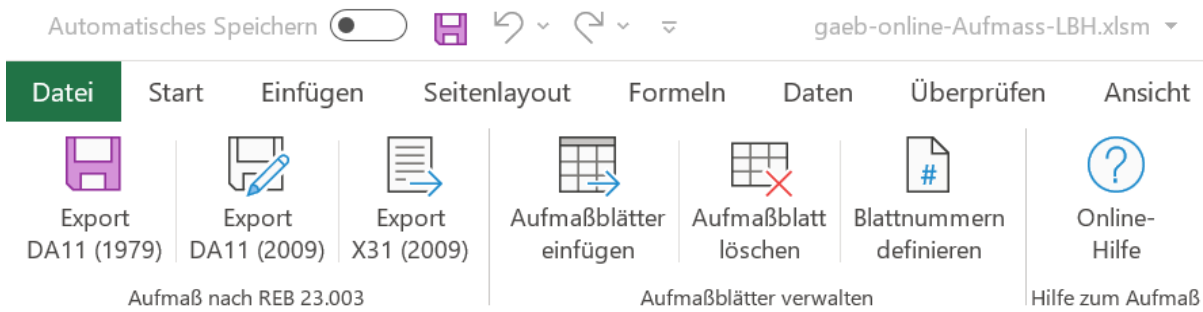 Automatisches Speichern
gaeb-online-Aufmass-LBH.xlsm
Datei Start Einfügen Seitenlayout Formeln Daten Überprüfen Ansicht
Export Export Export Aufmaßblätter Aufmaßblatt Blattnummern Online-
DA11 (1979) DA11 (2009) X31 (2009) einfügen löschen definieren Hilfe
Aufmaß nach REB 23.003 Aufmaßblätter verwalten Hilfe zum Aufmaß